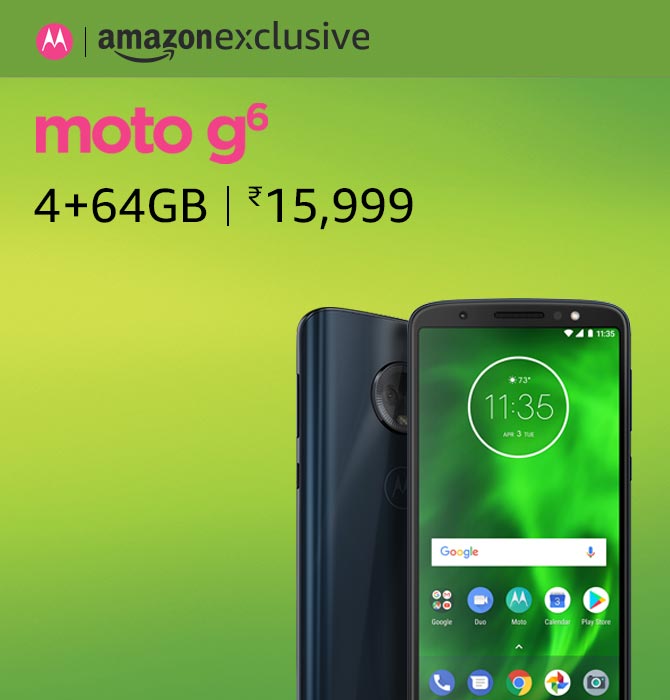 amazonexclusive
moto g6
4+64GB | ₹15,999
11:35
73°
11:35
APR 3 TUE
Google
Google Duo Moto Calendar Play Store